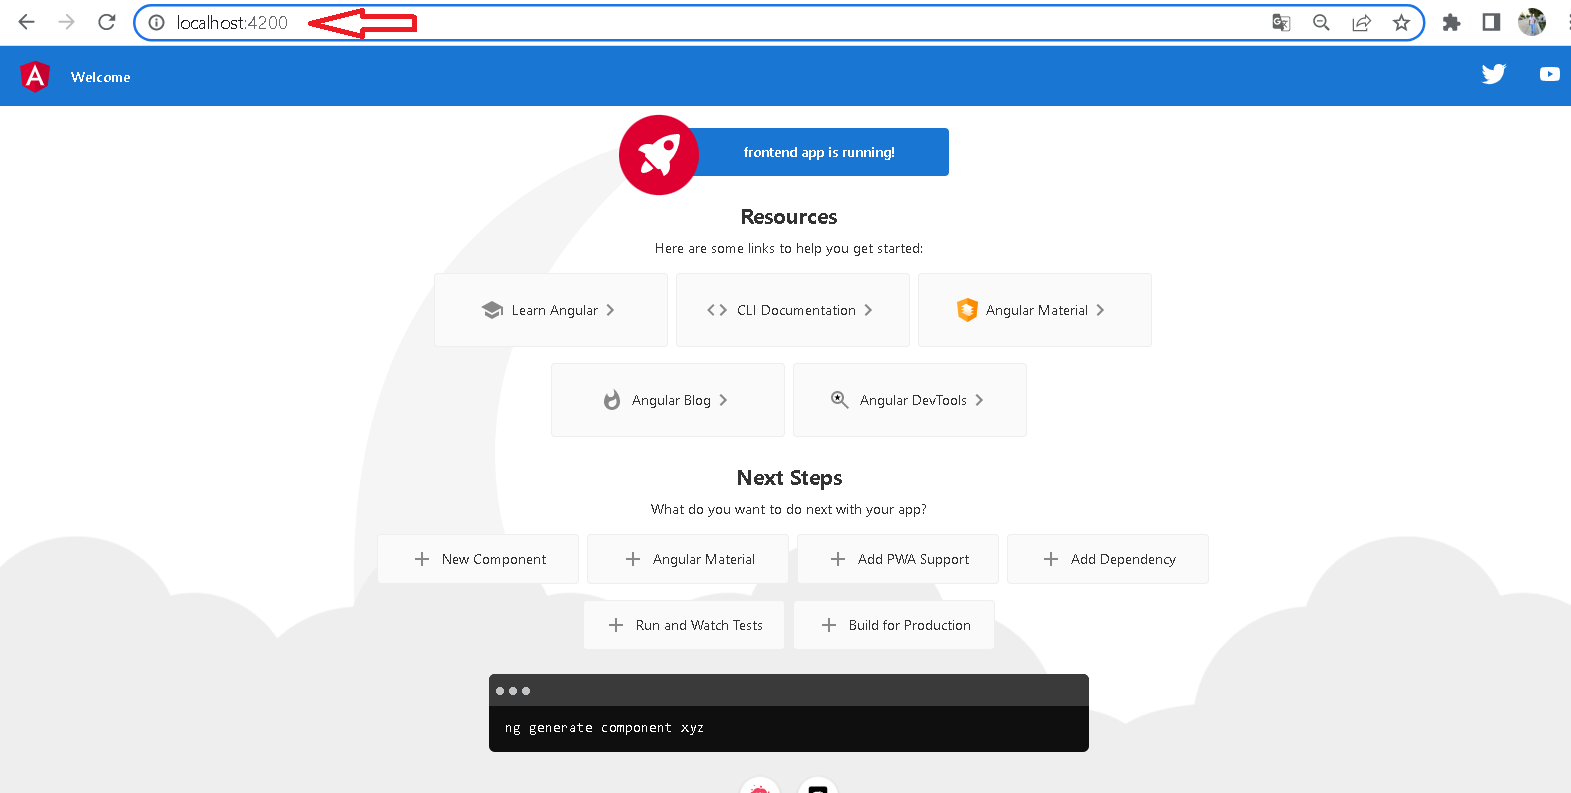 localhost:4200
Welcome
frontend app is running!
Resources
Here are some links to help you get started:
Learn Angular
CLI Documentation
Angular Material
Angular Blog
Angular DevTools
Next Steps
What do you want to do next with your app?
New Component
Angular Material
Add PWA Support
Add Dependency
Run and Watch Tests
Build for Production
ng generate component xyz